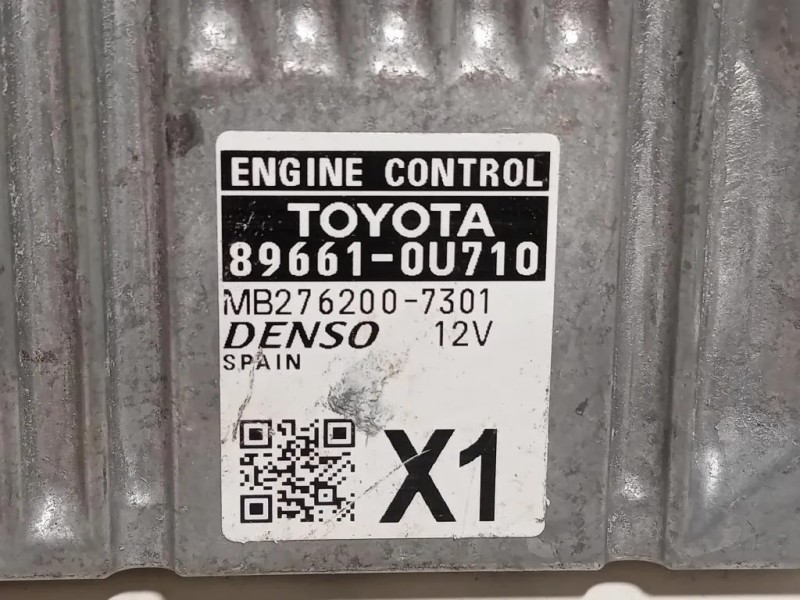 ENGINE CONTROL
TOYOTA
89661-0U710
MB276200-7301
DENSO 12V
SPAIN
X1